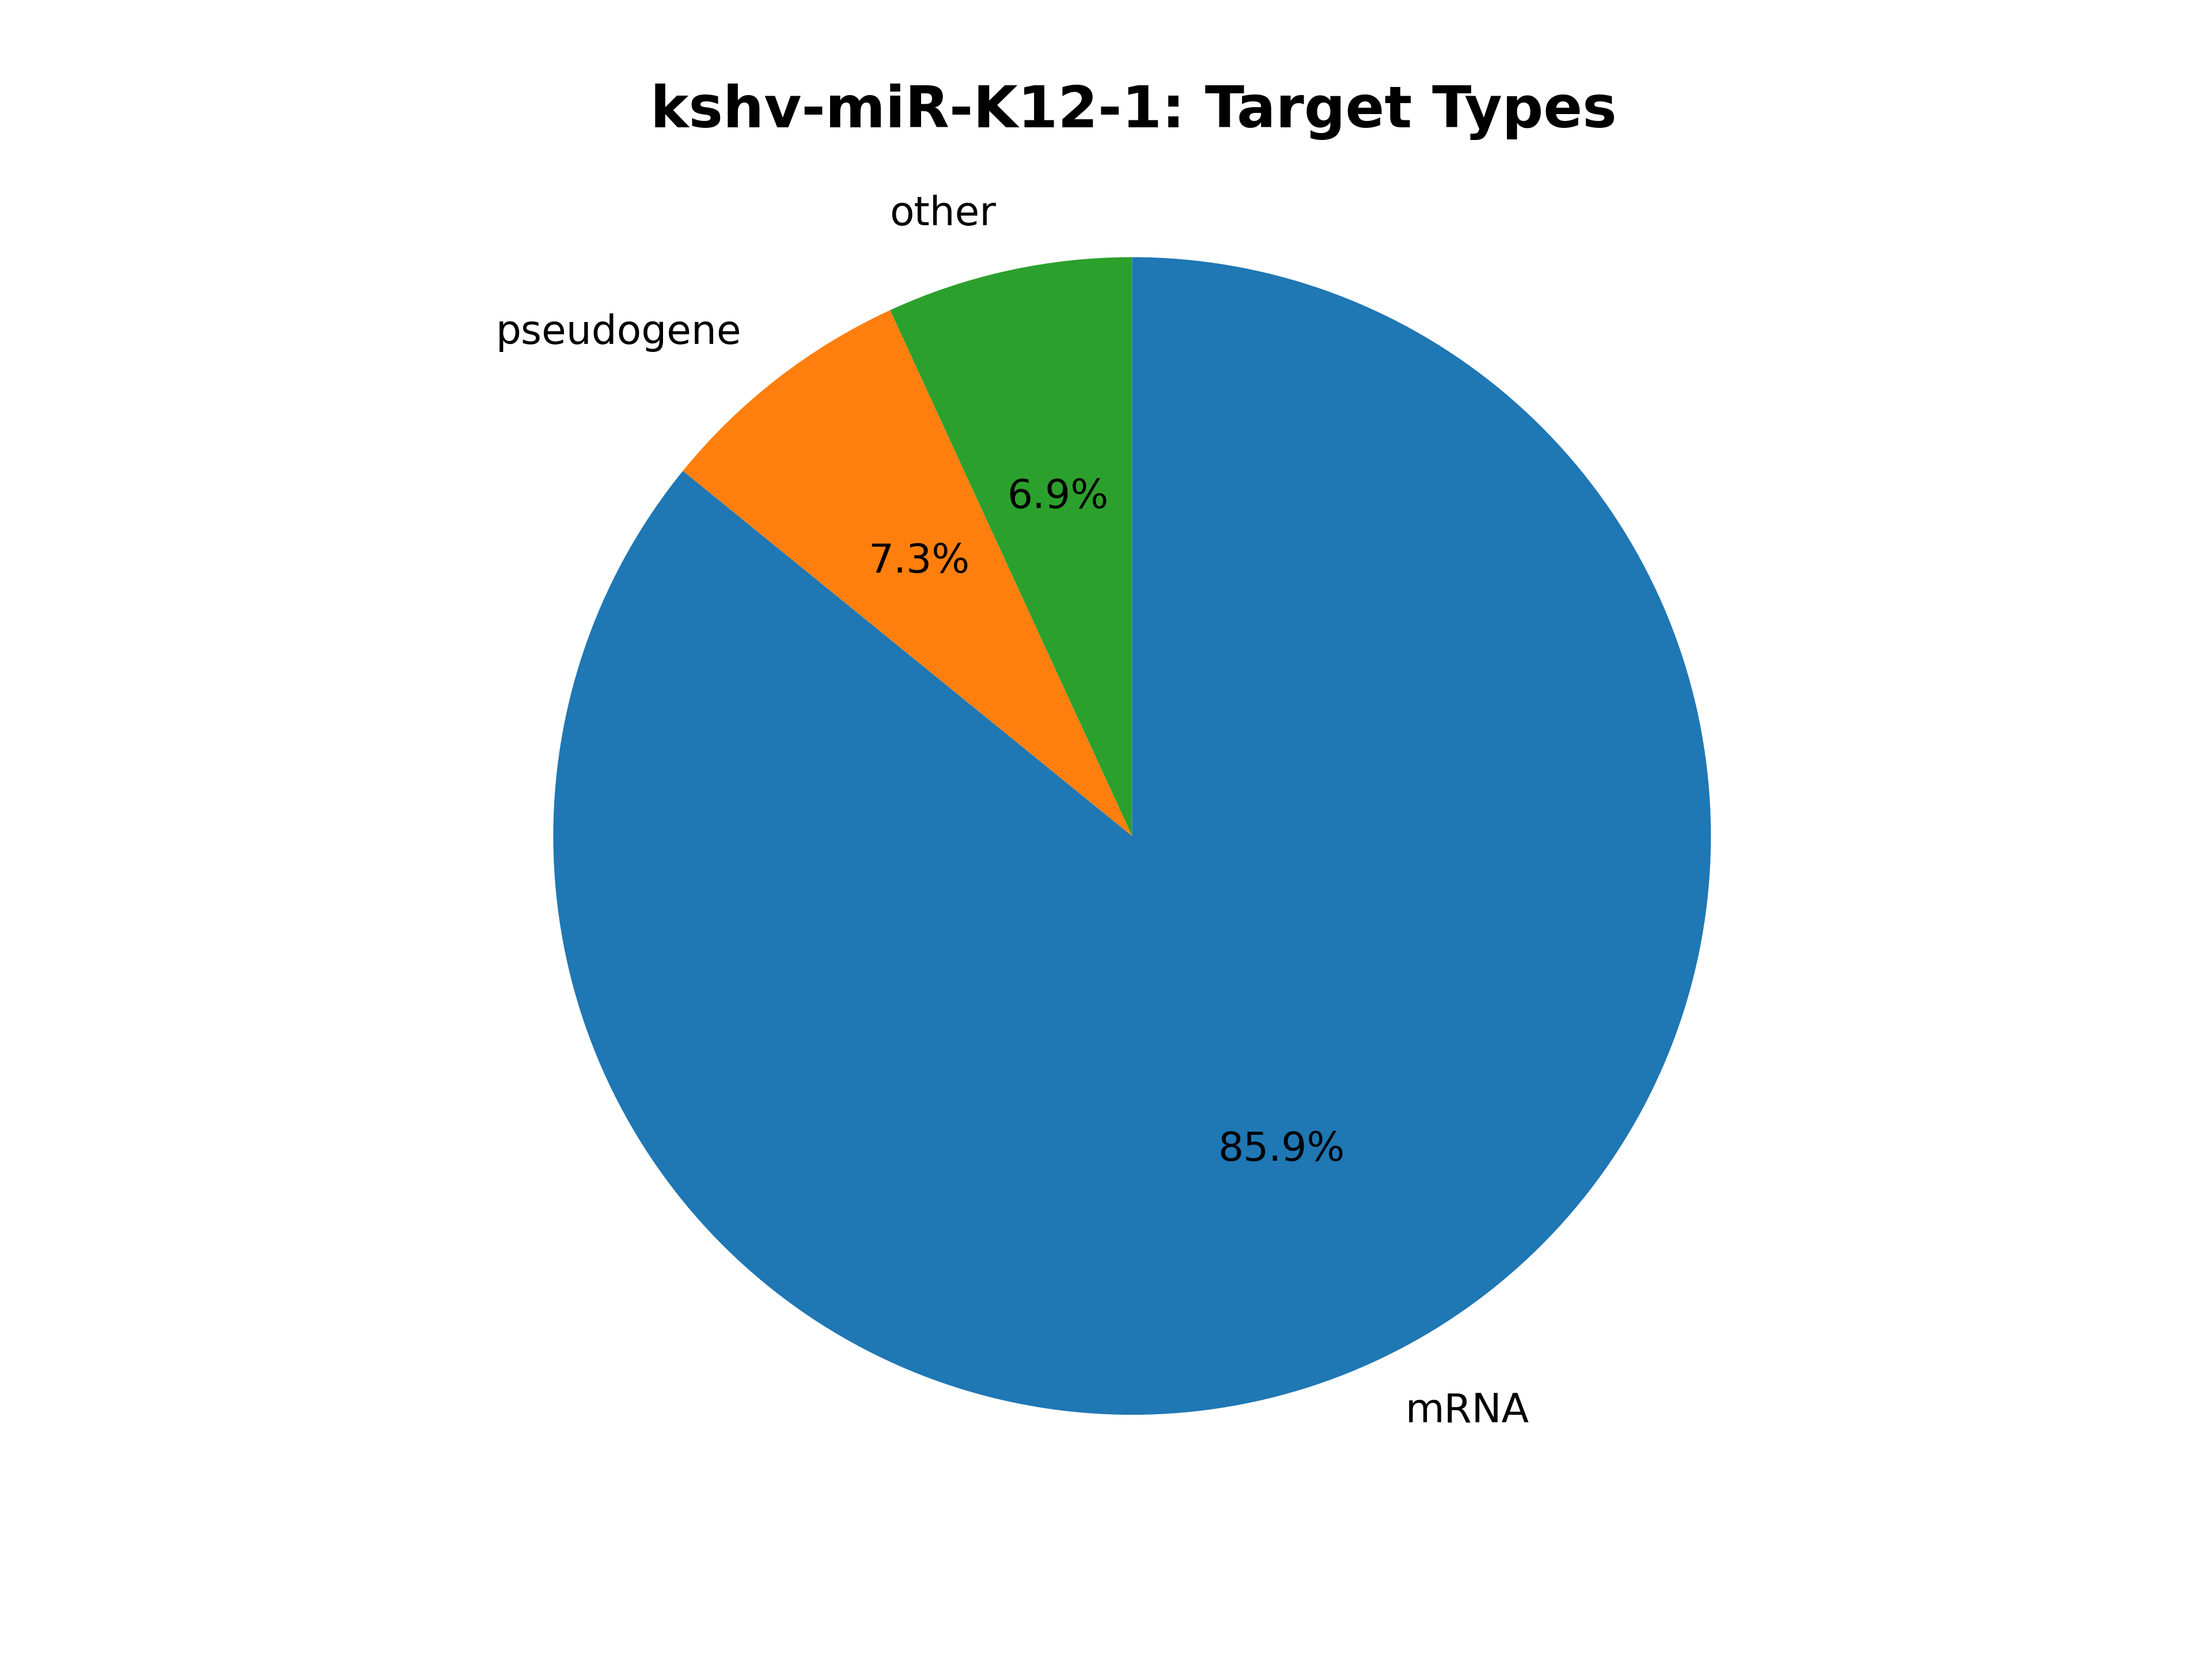 kshv-miR-K12-1: Target Types
other
pseudogene
6.9%
7.3%
85.9%
mRNA